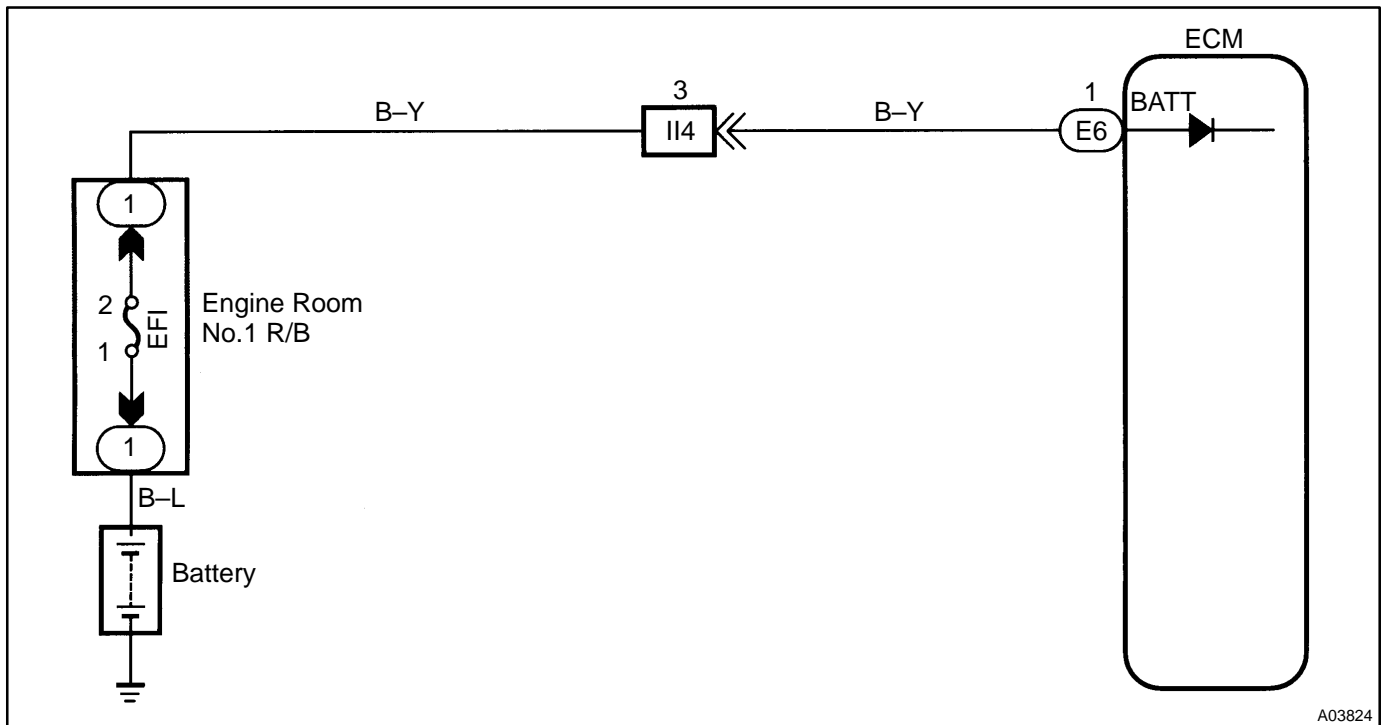 ECM
3
1
B–Y
II4
B–Y
E6
BATT
1
2
EFI
1
Engine Room
No.1 R/B
1
B–L
Battery
A03824